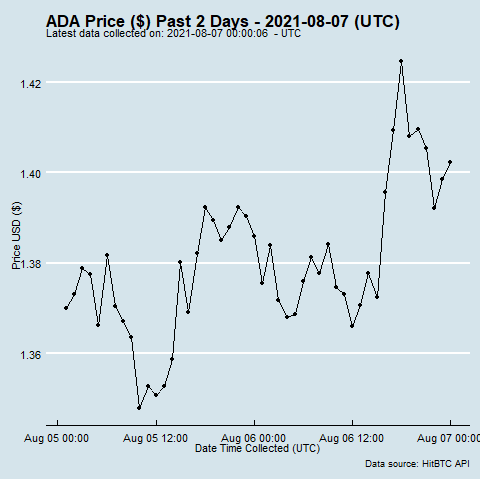 ADA Price ($) Past 2 Days - 2021-08-07 (UTC)
Latest data collected on: 2021-08-07 00:00:06 - UTC
1.42
1.40
1.38
1.36
Price USD ($)
Aug 05 00:00 Aug 05 12:00 Aug 06 00:00 Aug 06 12:00 Aug 07 00:00
Date Time Collected (UTC)
Data source: HitBTC API